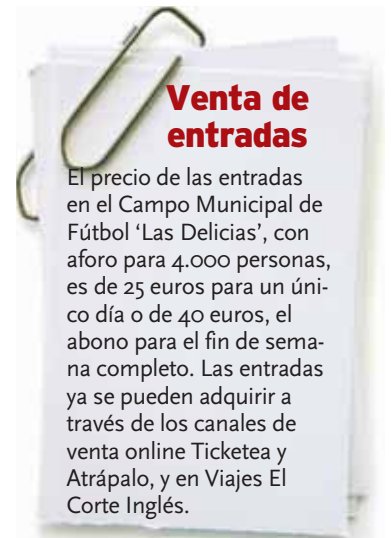 Venta de
entradas
El precio de las entradas
en el Campo Municipal de
Fútbol ‘Las Delicias’, con
aforo para 4.000 personas,
es de 25 euros para un úni-
co día o de 40 euros, el
abono para el fin de sema-
na completo. Las entradas
ya se pueden adquirir a
través de los canales de
venta online Ticketea y
Atrápalo, y en Viajes El
Corte Inglés.